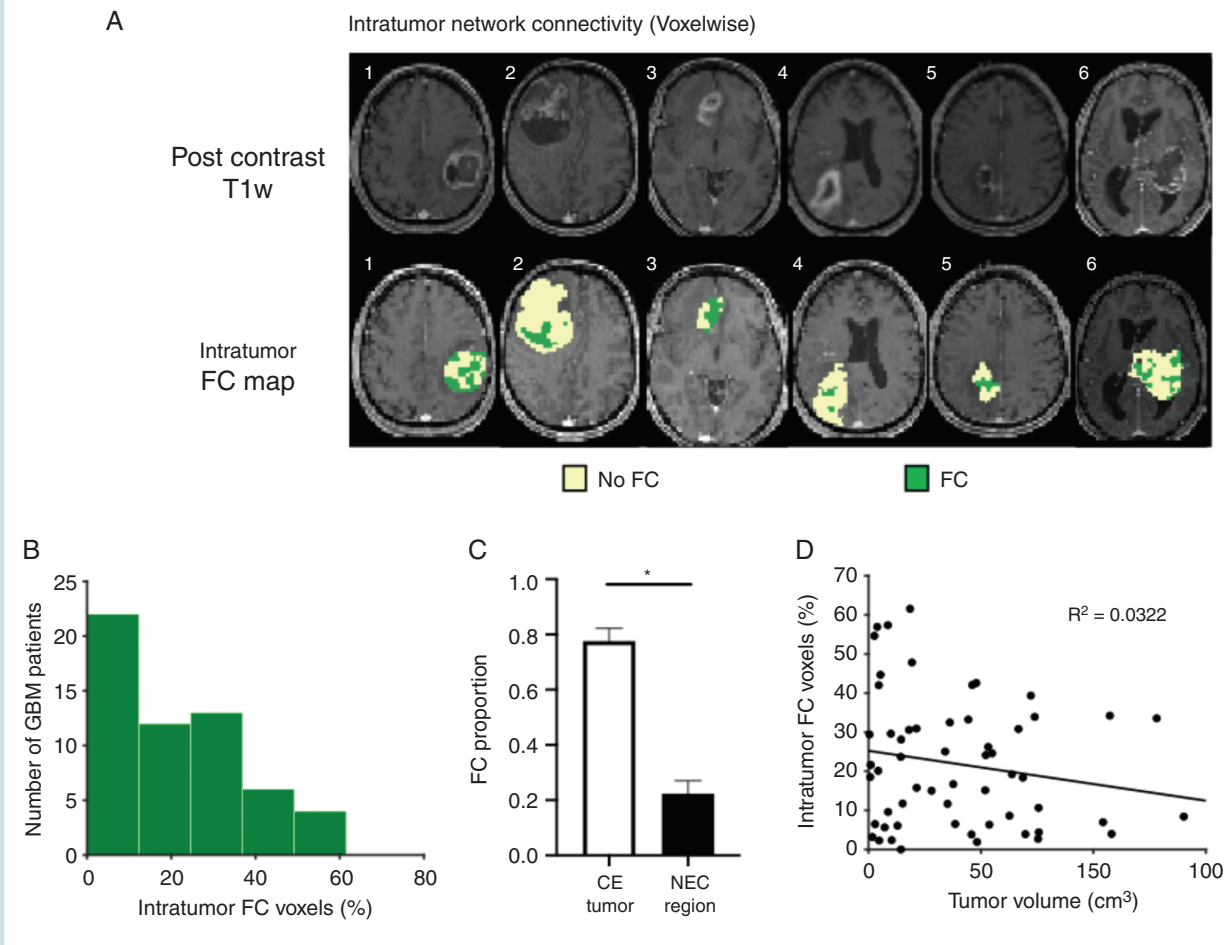 A
Intratumor network connectivity (Voxelwise)
1 2 3 4 5 6
Post contrast
T1w
1 2 3 4 5 6
Intratumor
FC map
No FC FC
B
Number of GBM patients
25
20
15
10
5
0
0 20 40 60 80
Intratumor FC voxels (%)
C
FC proportion
*
1.0
0.8
0.6
0.4
0.2
0.0
CE NEC
tumor region
D
Intratumor FC voxels (%)
70
60
50
40
30
20
10
0
R² = 0.0322
0 50 150 100
Tumor volume (cm³)